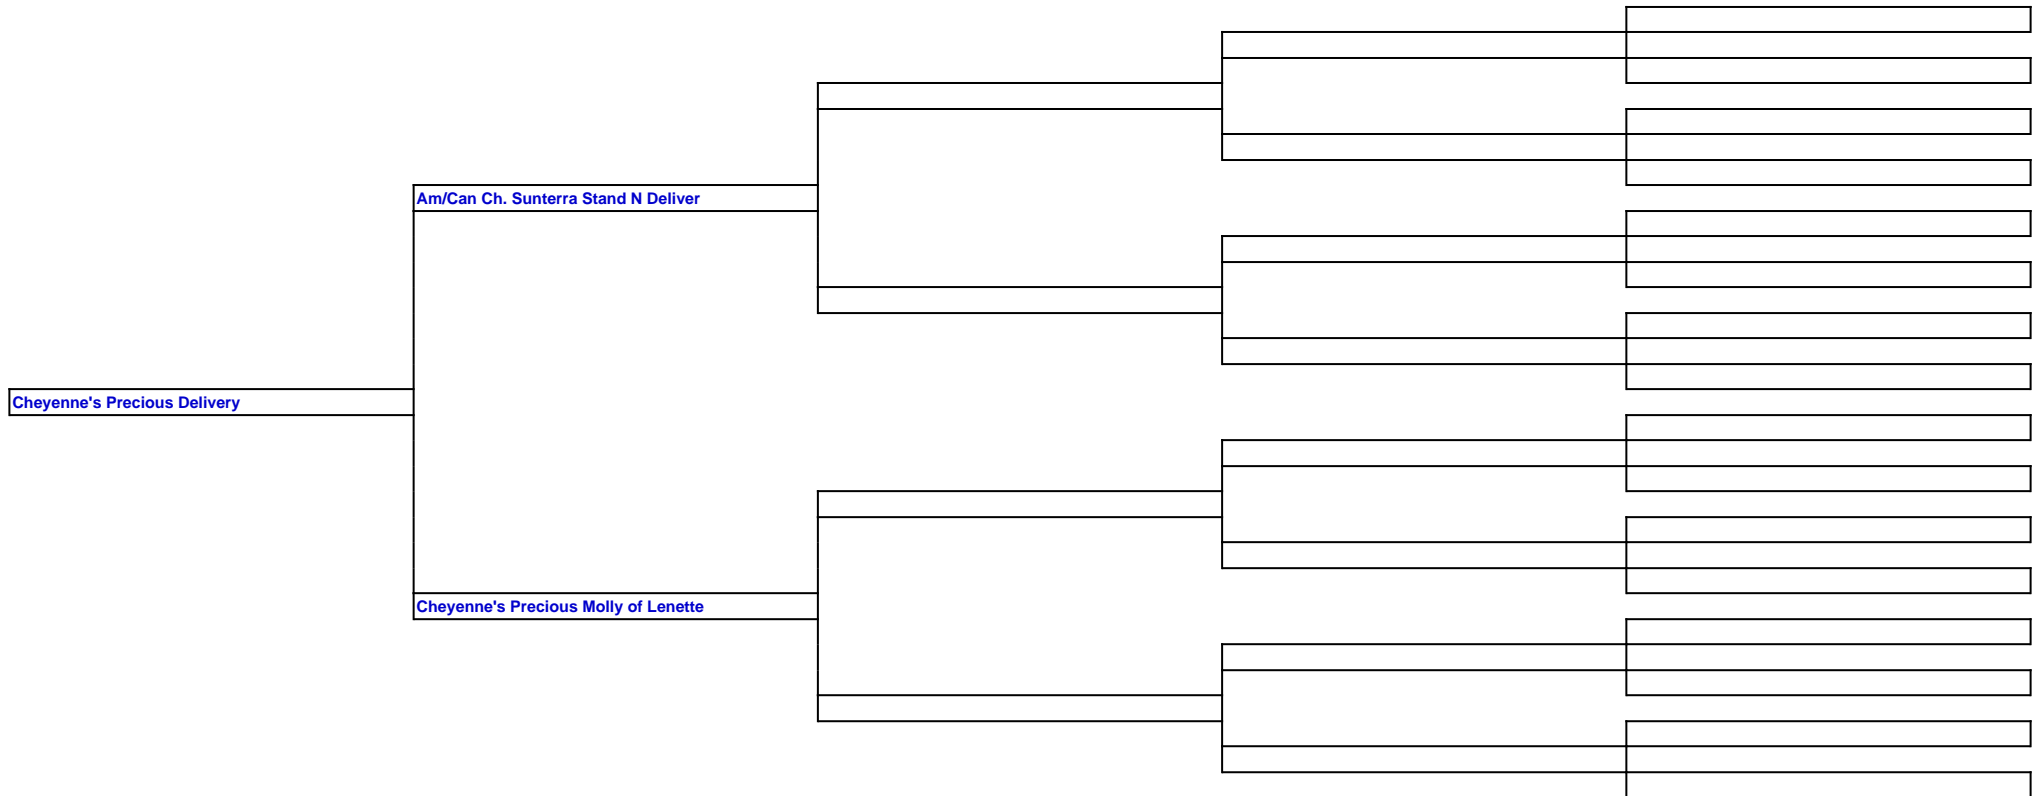 Am/Can Ch. Sunterra Stand N Deliver
Cheyenne's Precious Delivery
Cheyenne's Precious Molly of Lenette